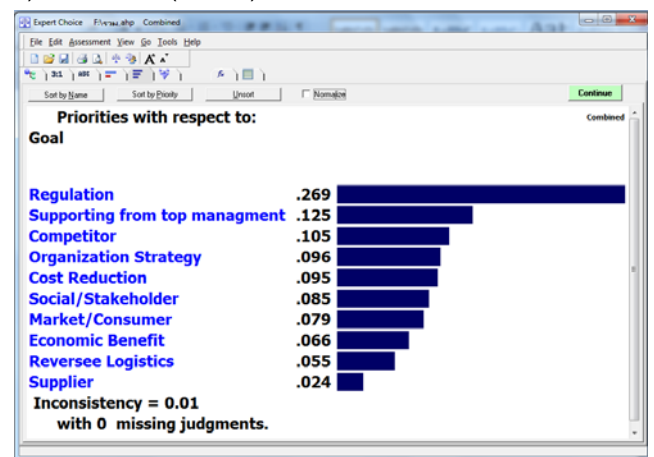 Expert Choice Combined
File Edit Assessment View Go Tools Help
3:1 ABC
Sort by Name Sort by Priority Unsort Normalize Continue
Priorities with respect to: Combined
Goal
Regulation .269
Supporting from top managment .125
Competitor .105
Organization Strategy .096
Cost Reduction .095
Social/Stakeholder .085
Market/Consumer .079
Economic Benefit .066
Reversee Logistics .055
Supplier .024
Inconsistency = 0.01
with 0 missing judgments.